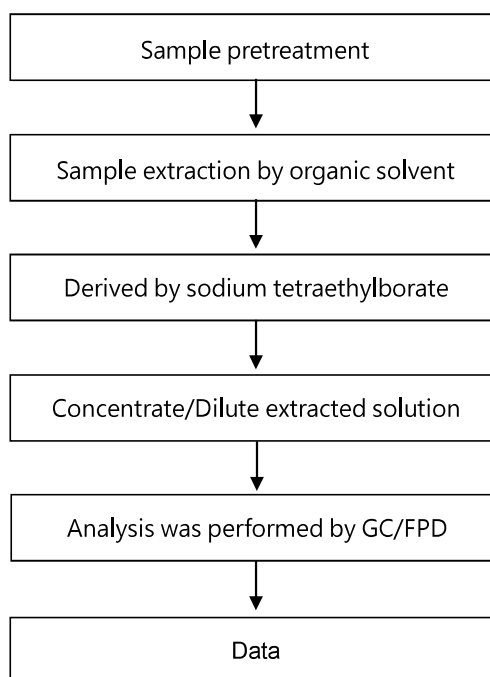 Sample pretreatment
Sample extraction by organic solvent
Derived by sodium tetraethylborate
Concentrate/Dilute extracted solution
Analysis was performed by GC/FPD
Data